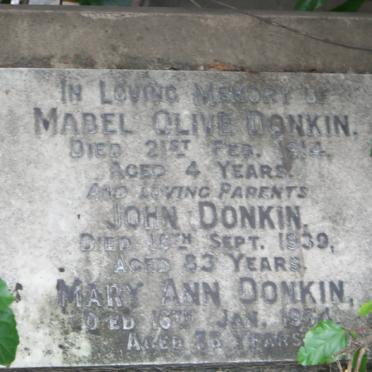 IN LOVING MEMORY OF
MABEL OLIVE DONKIN.
DIED 21ST FEB. 1914,
AGED 4 YEARS.
AND LOVING PARENTS
JOHN DONKIN,
DIED SEPT. 1939,
AGED 83 YEARS.
MARY ANN DONKIN,
DIED 16TH JAN.
AGED YEARS